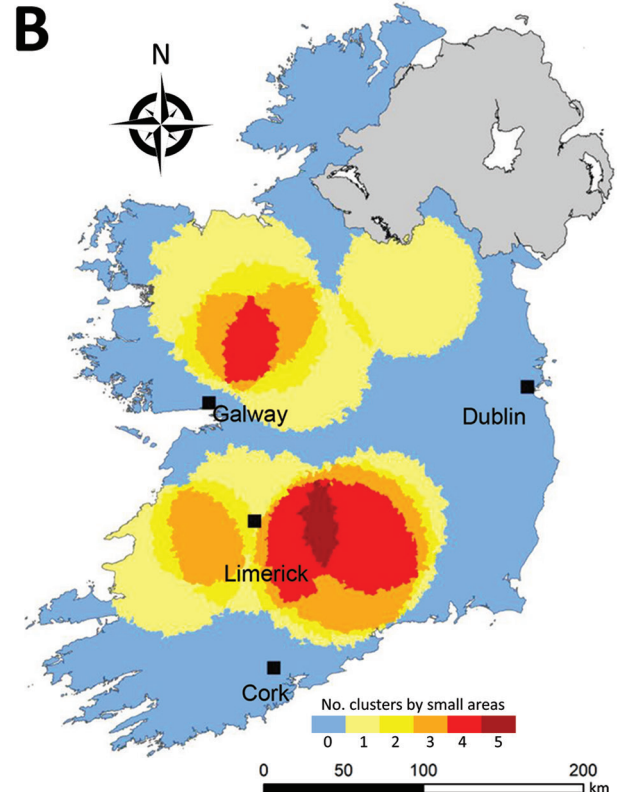 B
N
Galway
Dublin
Limerick
Cork
No. clusters by small areas
0 1 2 3 4 5
0 50 100 200
km